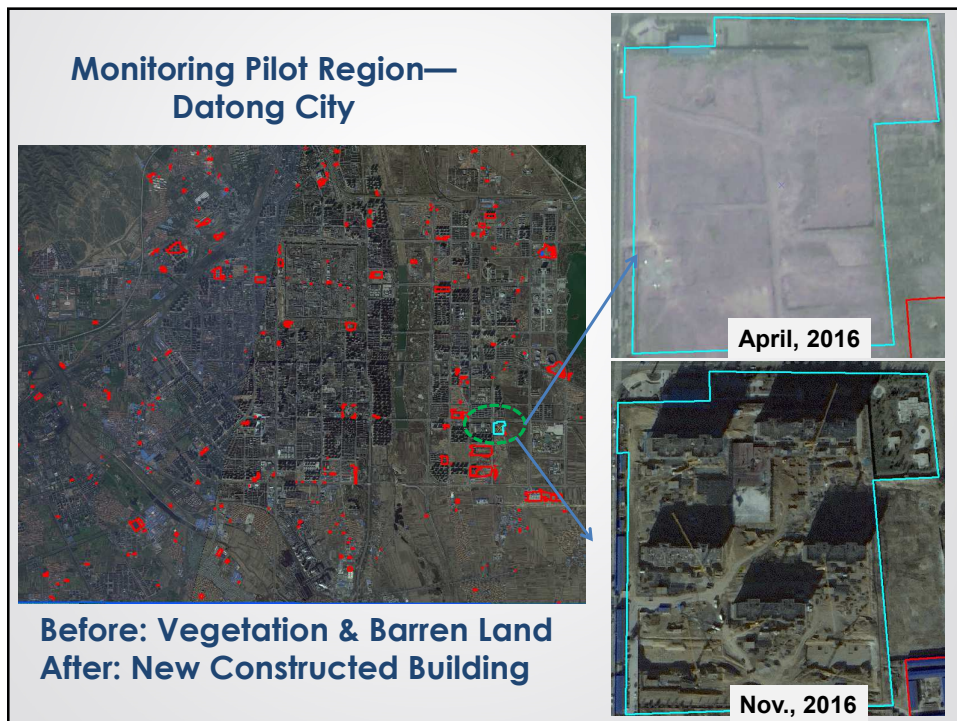 Monitoring Pilot Region—
Datong City
April, 2016
Before: Vegetation & Barren Land
After: New Constructed Building
Nov., 2016